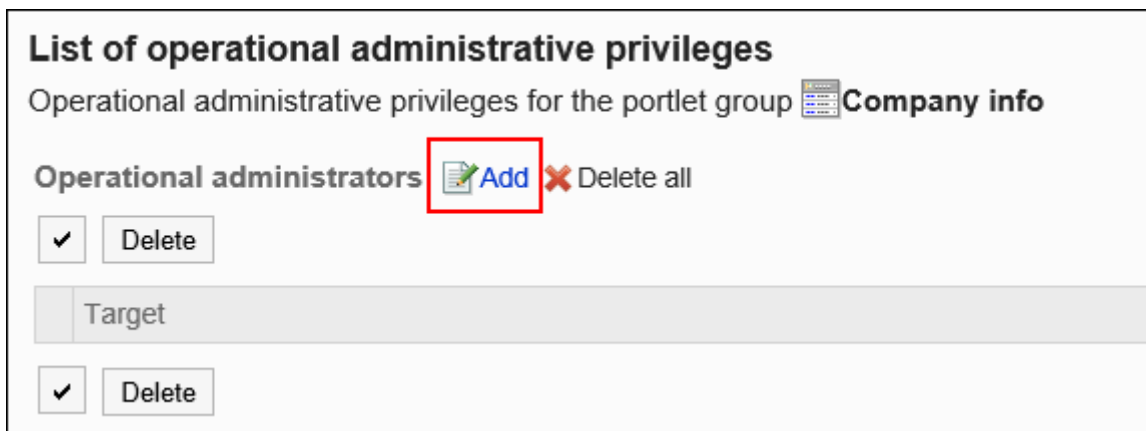 List of operational administrative privileges
Operational administrative privileges for the portlet group Company info
Operational administrators Add Delete all
Delete
Target
Delete